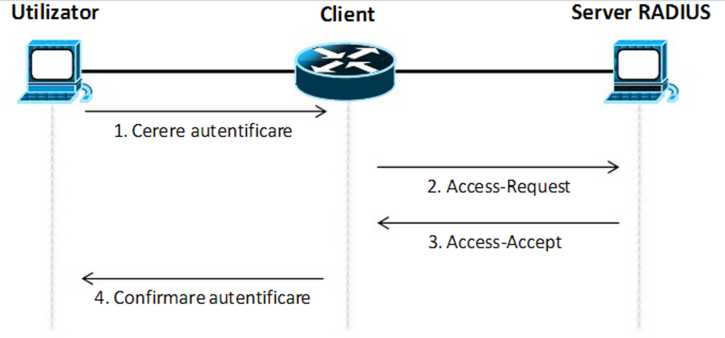 Utilizator
Client
Server RADIUS
1. Cerere autentificare
2. Access-Request
3. Access-Accept
4. Confirmare autentificare